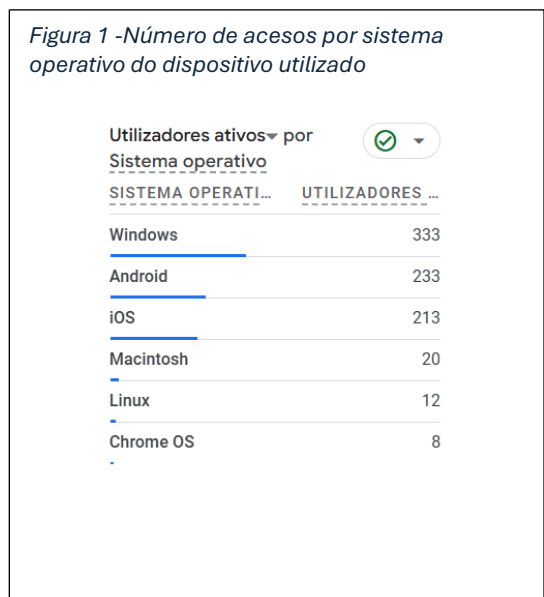 Figura 1 -Número de acesos por sistema
operativo do dispositivo utilizado
Utilizadores ativos por
Sistema operativo
SISTEMA OPERATI... UTILIZADORES ...
Windows 333
Android 233
iOS 213
Macintosh 20
Linux 12
Chrome OS 8